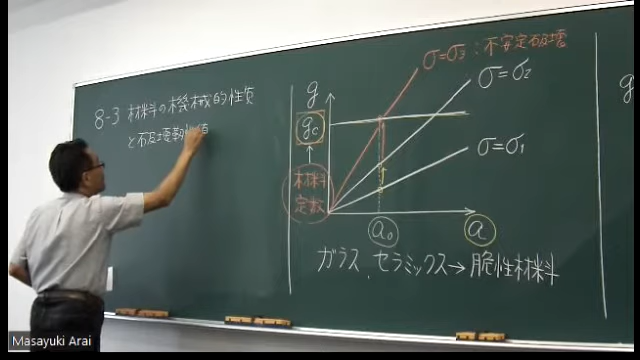 8-3 材料の機械的性質
と破壊靱性値
g
g_c
材料
定数
σ=σ₃:不安定破壊
σ=σ₂
σ=σ₁
a₀
a
ガラス、セラミックス→脆性材料
g
Masayuki Arai